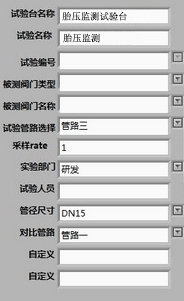 试验台名称 胎压监测试验台
试验名称 胎压监测
试验编号
被测阀门类型
被测阀门名称
试验管路选择 管路三
采样rate 1
实验部门 研发
试验人员
管径尺寸 DN15
对比管路 管路一
自定义
自定义